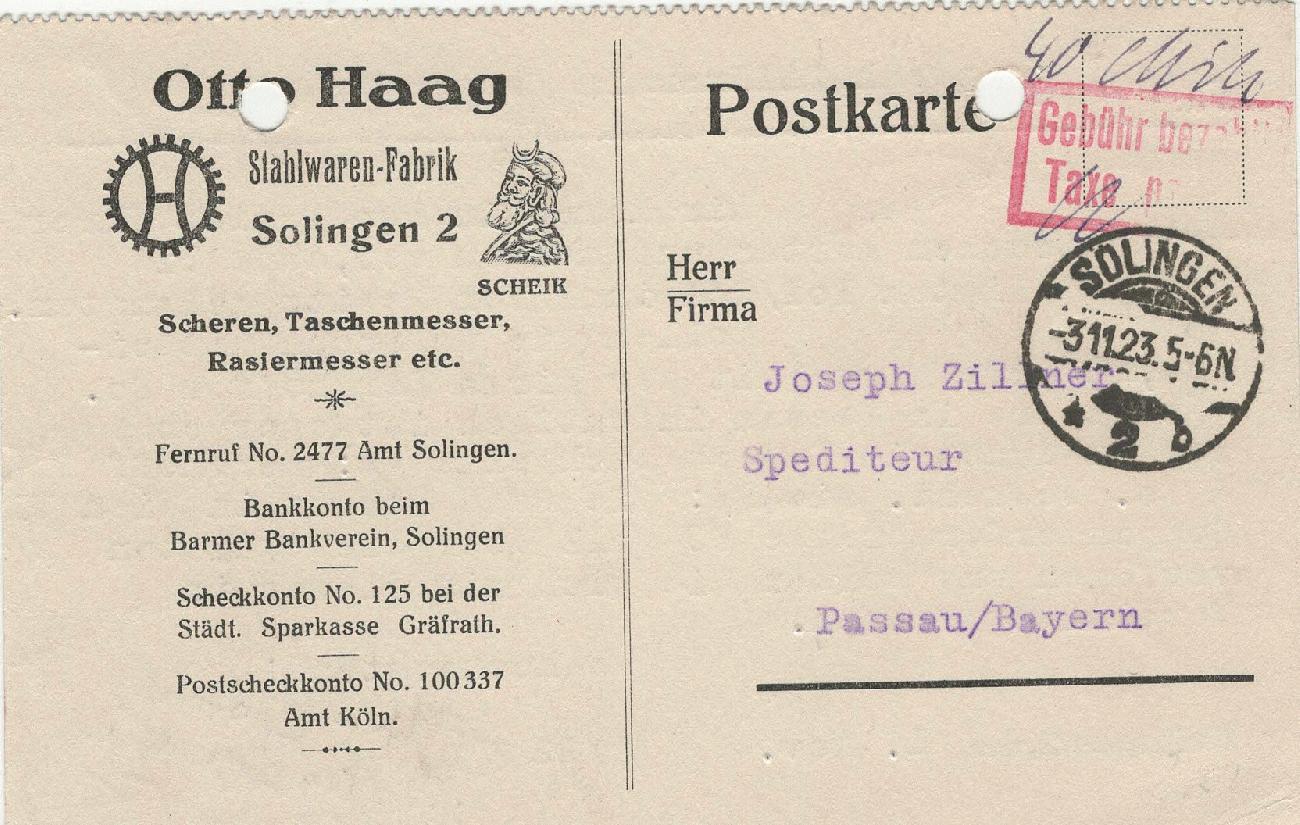 Otto Haag
Stahlwaren-Fabrik
Solingen 2
H
SCHEIK
Scheren, Taschenmesser,
Rasiermesser etc.
Fernruf No. 2477 Amt Solingen.
Bankkonto beim
Barmer Bankverein, Solingen
Scheckkonto No. 125 bei der
Städt. Sparkasse Gräfrath.
Postscheckkonto No. 100337
Amt Köln.
Postkarte
40
Gebühr
Taxe
SOLINGEN
-3.11.23.5-6N
* 2 b
Herr
Firma
Joseph Zillner
Spediteur
Passau/Bayern